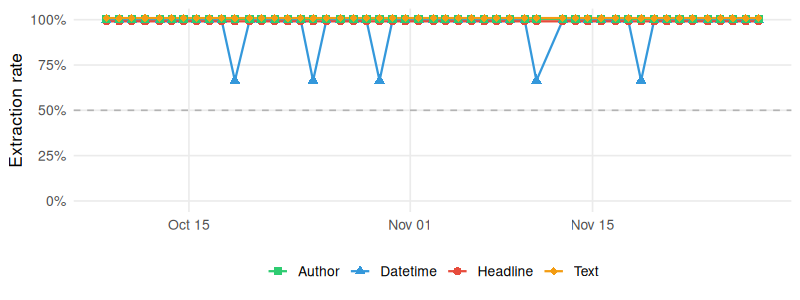 Extraction rate
100%
75%
50%
25%
0%
Oct 15 Nov 01 Nov 15
Author Datetime Headline Text